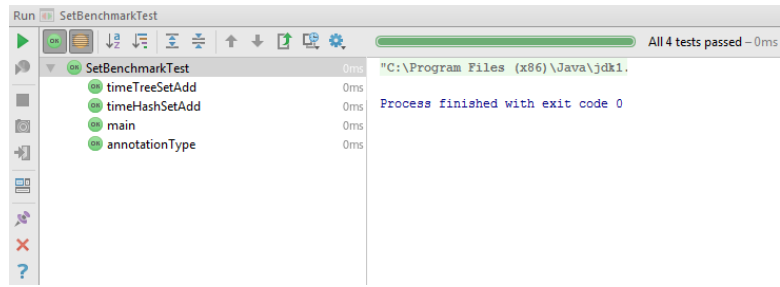 Run SetBenchmarkTest
All 4 tests passed – 0ms
SetBenchmarkTest 0ms
timeTreeSetAdd 0ms
timeHashSetAdd 0ms
main 0ms
annotationType 0ms
"C:\Program Files (x86)\Java\jdk1.
Process finished with exit code 0